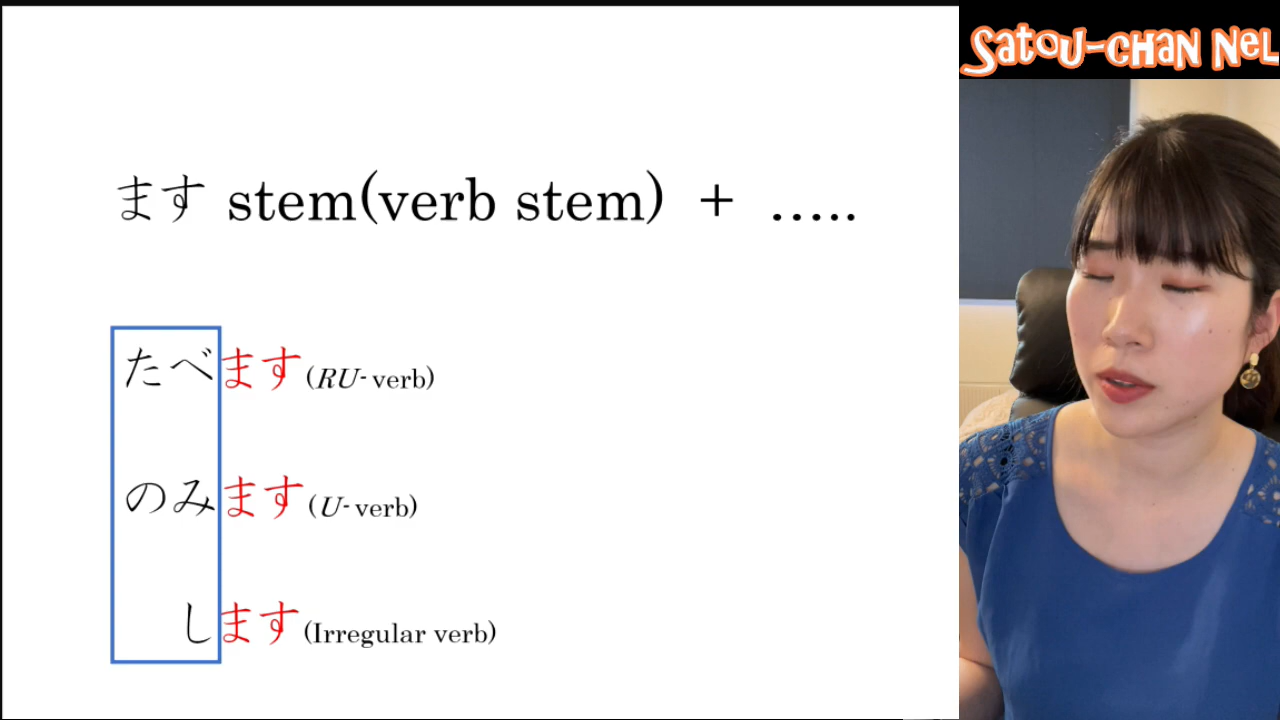 ます stem(verb stem) + .....
たべます(RU-verb)
のみます(U-verb)
します(Irregular verb)
Satou-chan Nel